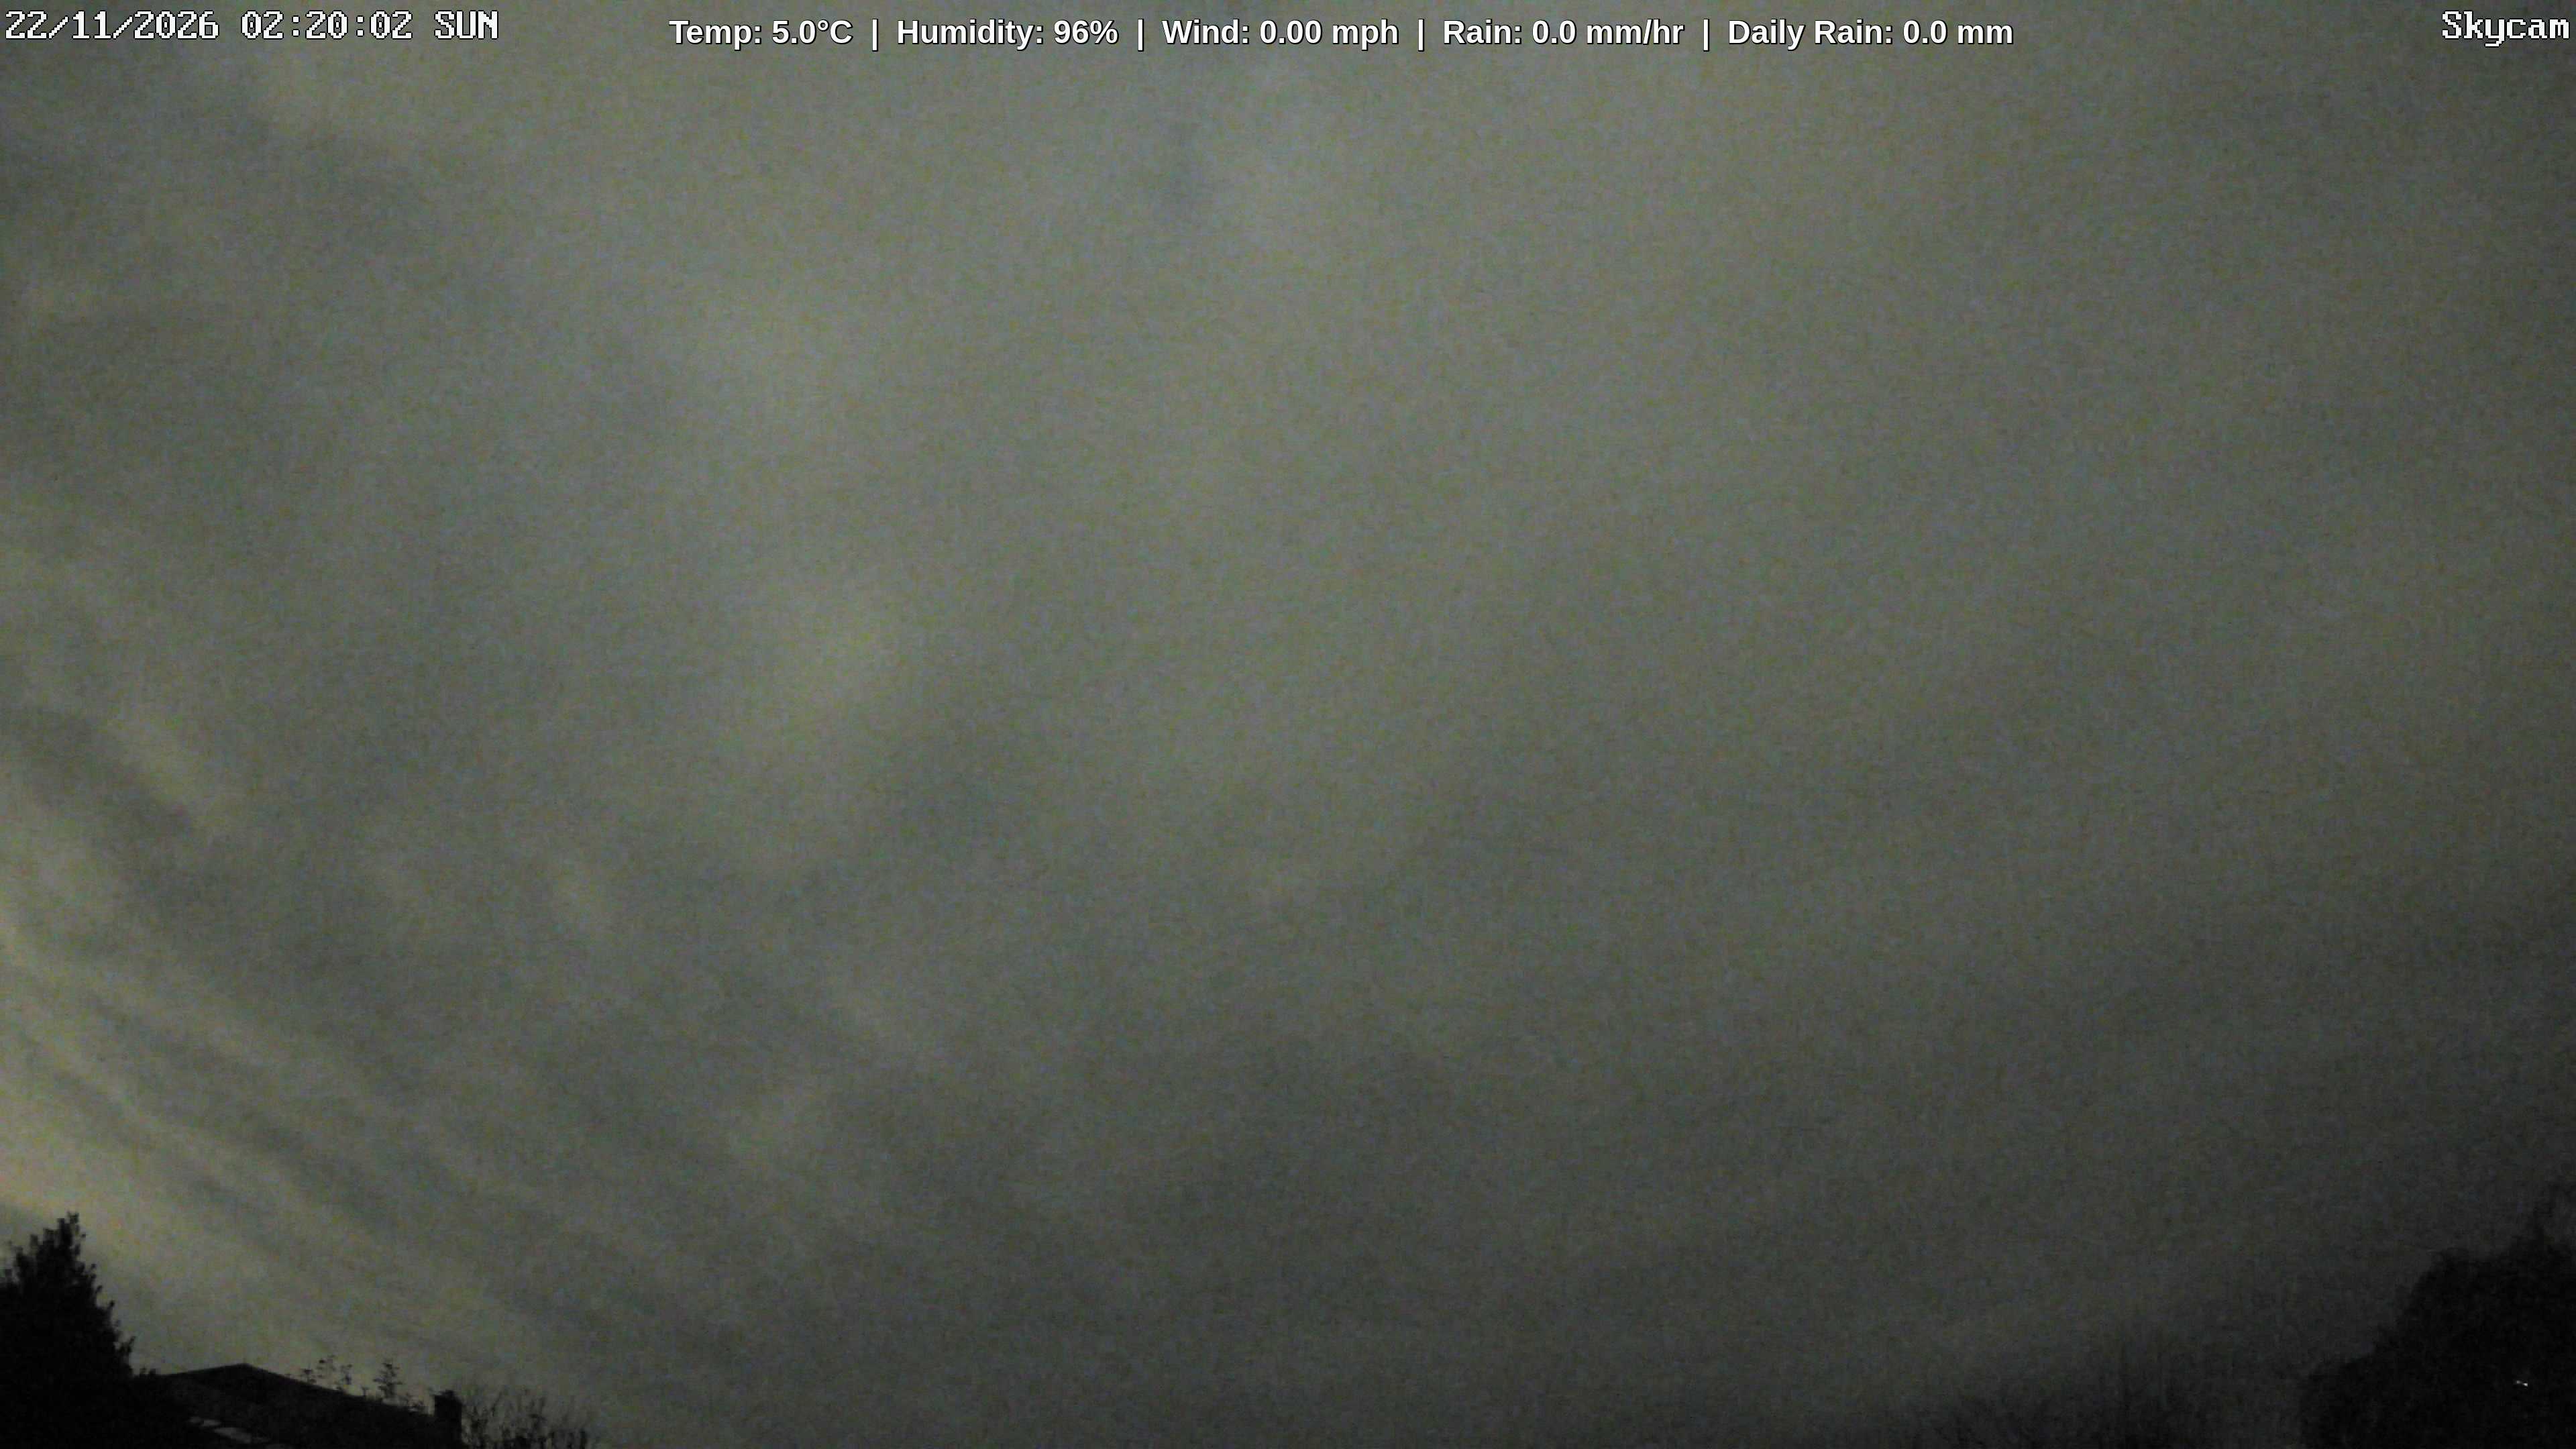 22/11/2026 02:20:02 SUN
Temp: 5.0°C | Humidity: 96% | Wind: 0.00 mph | Rain: 0.0 mm/hr | Daily Rain: 0.0 mm
Skycam